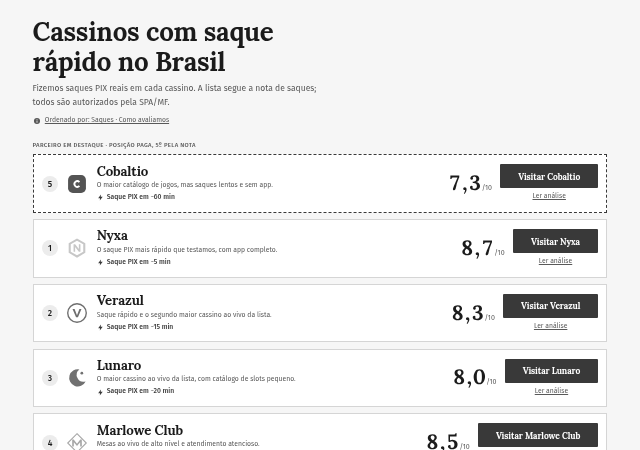 Cassinos com saque
rápido no Brasil
Fizemos saques PIX reais em cada cassino. A lista segue a nota de saques;
todos são autorizados pela SPA/MF.
Ordenado por: Saques · Como avaliamos
PARCEIRO EM DESTAQUE · POSIÇÃO PAGA, 5º PELA NOTA
5
C
Cobaltio
O maior catálogo de jogos, mas saques lentos e sem app.
Saque PIX em ~60 min
7,3/10
Visitar Cobaltio
Ler análise
1
N
Nyxa
O saque PIX mais rápido que testamos, com app completo.
Saque PIX em ~5 min
8,7/10
Visitar Nyxa
Ler análise
2
V
Verazul
Saque rápido e o segundo maior cassino ao vivo da lista.
Saque PIX em ~15 min
8,3/10
Visitar Verazul
Ler análise
3
Lunaro
O maior cassino ao vivo da lista, com catálogo de slots pequeno.
Saque PIX em ~20 min
8,0/10
Visitar Lunaro
Ler análise
4
M
Marlowe Club
Mesas ao vivo de alto nível e atendimento atencioso.
8,5/10
Visitar Marlowe Club